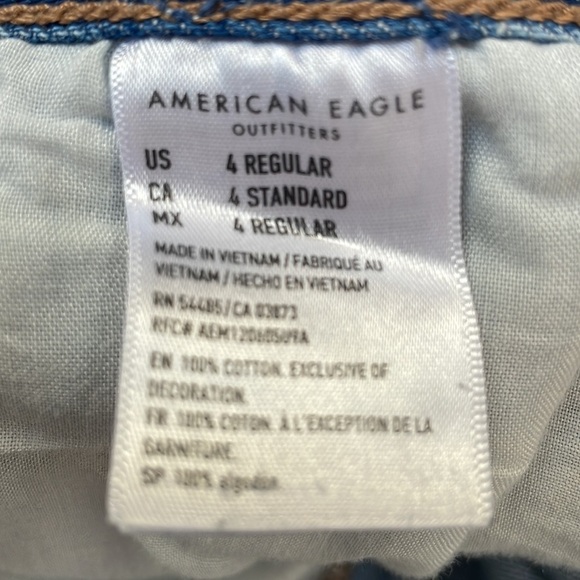 AMERICAN EAGLE
OUTFITTERS
US 4 REGULAR
CA 4 STANDARD
MX 4 REGULAR
MADE IN VIETNAM / FABRIQUÉ AU
VIETNAM / HECHO EN VIETNAM
RN 54485/CA 03873
RFC# AEM1206050YA
EN 100% COTTON. EXCLUSIVE OF
DECORATION.
FR 100% COTON. À L'EXCEPTION DE LA
GARNITURE.
SP 100% algodón.